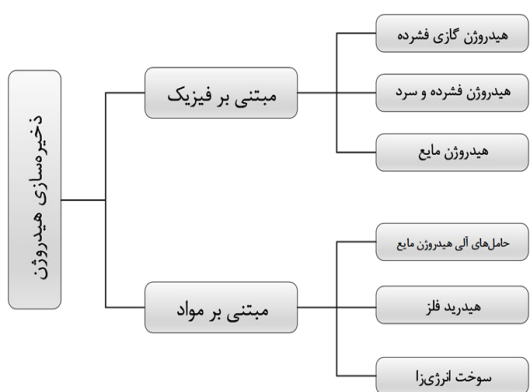 ذخیره‌سازی هیدروژن
مبتنی بر فیزیک
هیدروژن گازی فشرده
هیدروژن فشرده و سرد
هیدروژن مایع
مبتنی بر مواد
حامل‌های آلی هیدروژن مایع
هیدرید فلز
سوخت انرژی‌زا